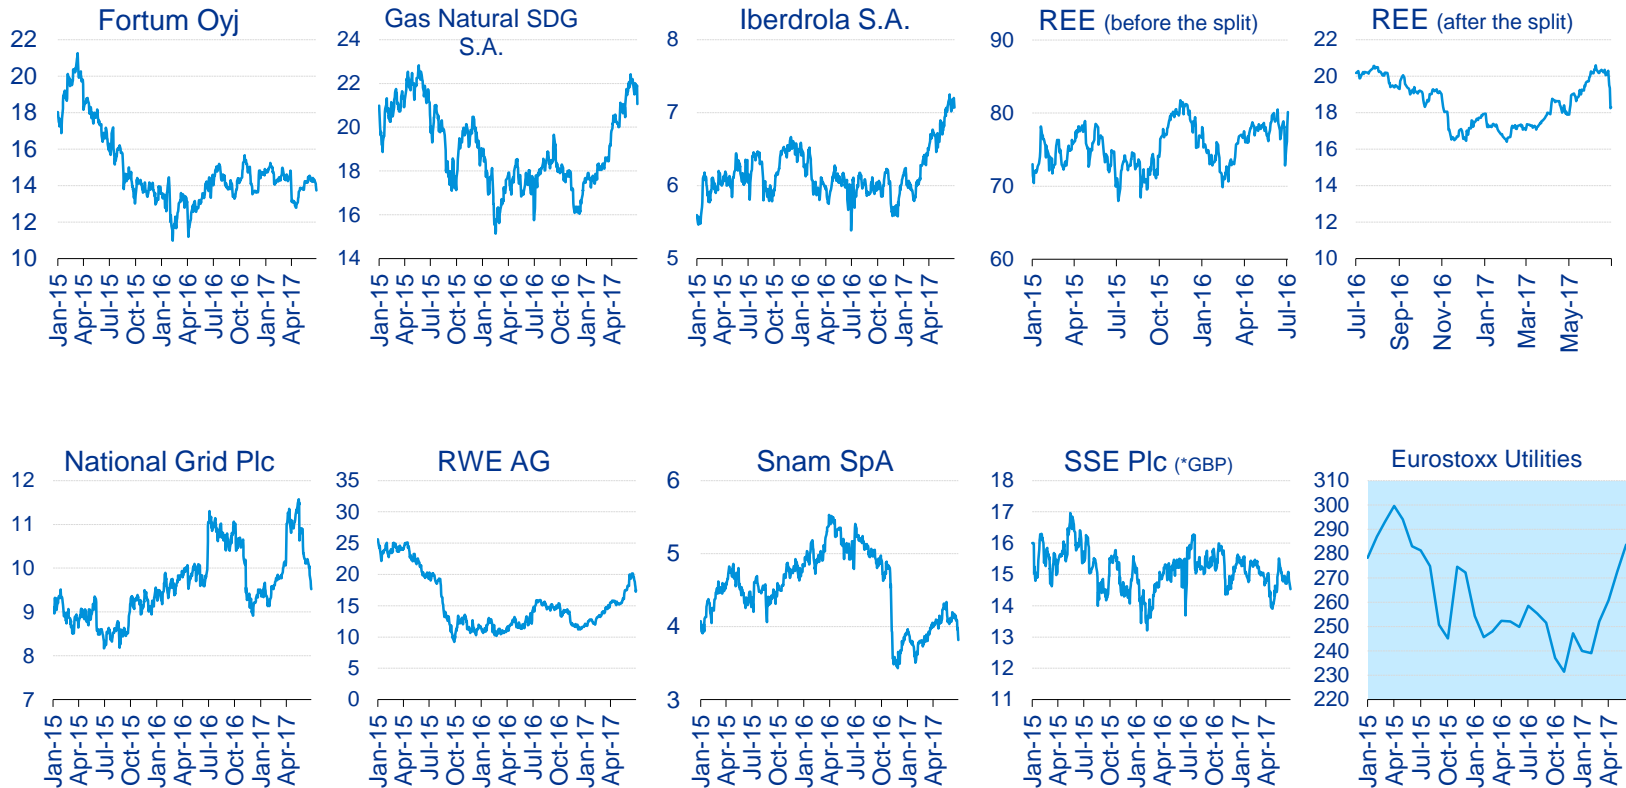 Fortum Oyj
22
20
18
16
14
12
10
Jan-15
Apr-15
Jul-15
Oct-15
Jan-16
Apr-16
Jul-16
Oct-16
Jan-17
Apr-17
Gas Natural SDG
S.A.
24
22
20
18
16
14
Jan-15
Apr-15
Jul-15
Oct-15
Jan-16
Apr-16
Jul-16
Oct-16
Jan-17
Apr-17
Iberdrola S.A.
8
7
6
5
Jan-15
Apr-15
Jul-15
Oct-15
Jan-16
Apr-16
Jul-16
Oct-16
Jan-17
Apr-17
REE (before the split)
90
80
70
60
Jan-15
Apr-15
Jul-15
Oct-15
Jan-16
Apr-16
Jul-16
REE (after the split)
22
20
18
16
14
12
10
Jul-16
Sep-16
Nov-16
Jan-17
Mar-17
May-17
National Grid Plc
12
11
10
9
8
7
Jan-15
Apr-15
Jul-15
Oct-15
Jan-16
Apr-16
Jul-16
Oct-16
Jan-17
Apr-17
RWE AG
35
30
25
20
15
10
5
0
Jan-15
Apr-15
Jul-15
Oct-15
Jan-16
Apr-16
Jul-16
Oct-16
Jan-17
Apr-17
Snam SpA
6
5
4
3
Jan-15
Apr-15
Jul-15
Oct-15
Jan-16
Apr-16
Jul-16
Oct-16
Jan-17
Apr-17
SSE Plc (*GBP)
18
17
16
15
14
13
12
11
Jan-15
Apr-15
Jul-15
Oct-15
Jan-16
Apr-16
Jul-16
Oct-16
Jan-17
Apr-17
Eurostoxx Utilities
310
300
290
280
270
260
250
240
230
220
Jan-15
Apr-15
Jul-15
Oct-15
Jan-16
Apr-16
Jul-16
Oct-16
Jan-17
Apr-17